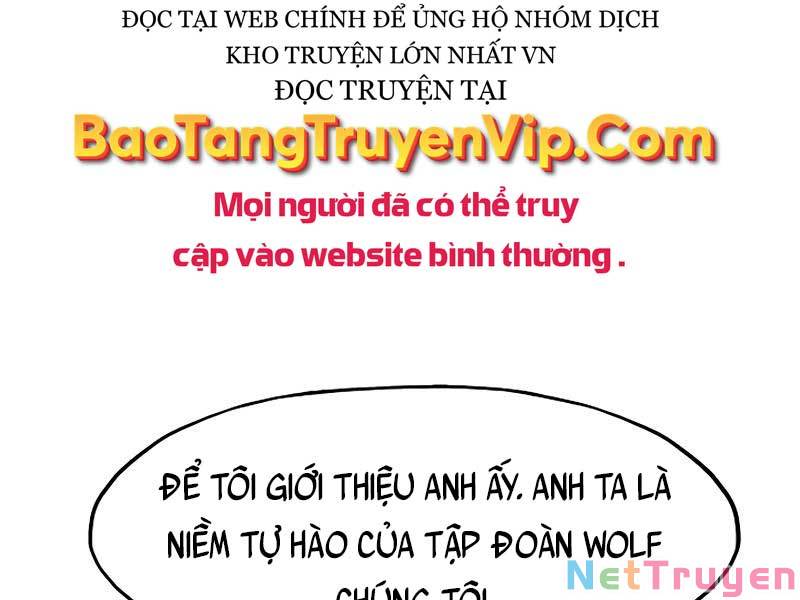 ĐỌC TẠI WEB CHÍNH ĐỂ ỦNG HỘ NHÓM DỊCH
KHO TRUYỆN LỚN NHẤT VN
ĐỌC TRUYỆN TẠI
BaoTangTruyenVip.Com
Mọi người đã có thể truy
cập vào website bình thường .
ĐỂ TÔI GIỚI THIỆU ANH ẤY. ANH TA LÀ
NIỀM TỰ HÀO CỦA TẬP ĐOÀN WOLF
CHÚNG TÔI
NetTruyen